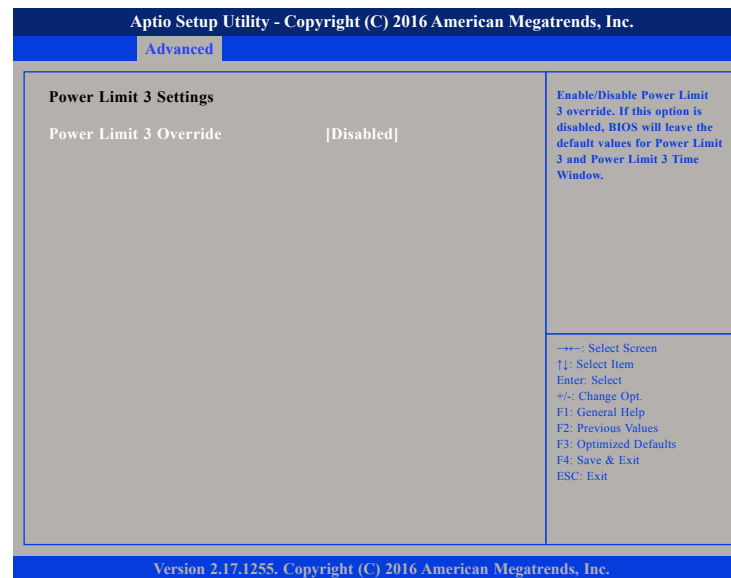 Aptio Setup Utility - Copyright (C) 2016 American Megatrends, Inc.
Advanced
Power Limit 3 Settings
Power Limit 3 Override [Disabled]
Enable/Disable Power Limit
3 override. If this option is
disabled, BIOS will leave the
default values for Power Limit
3 and Power Limit 3 Time
Window.
→←: Select Screen
↑↓: Select Item
Enter: Select
+/-: Change Opt.
F1: General Help
F2: Previous Values
F3: Optimized Defaults
F4: Save & Exit
ESC: Exit
Version 2.17.1255. Copyright (C) 2016 American Megatrends, Inc.